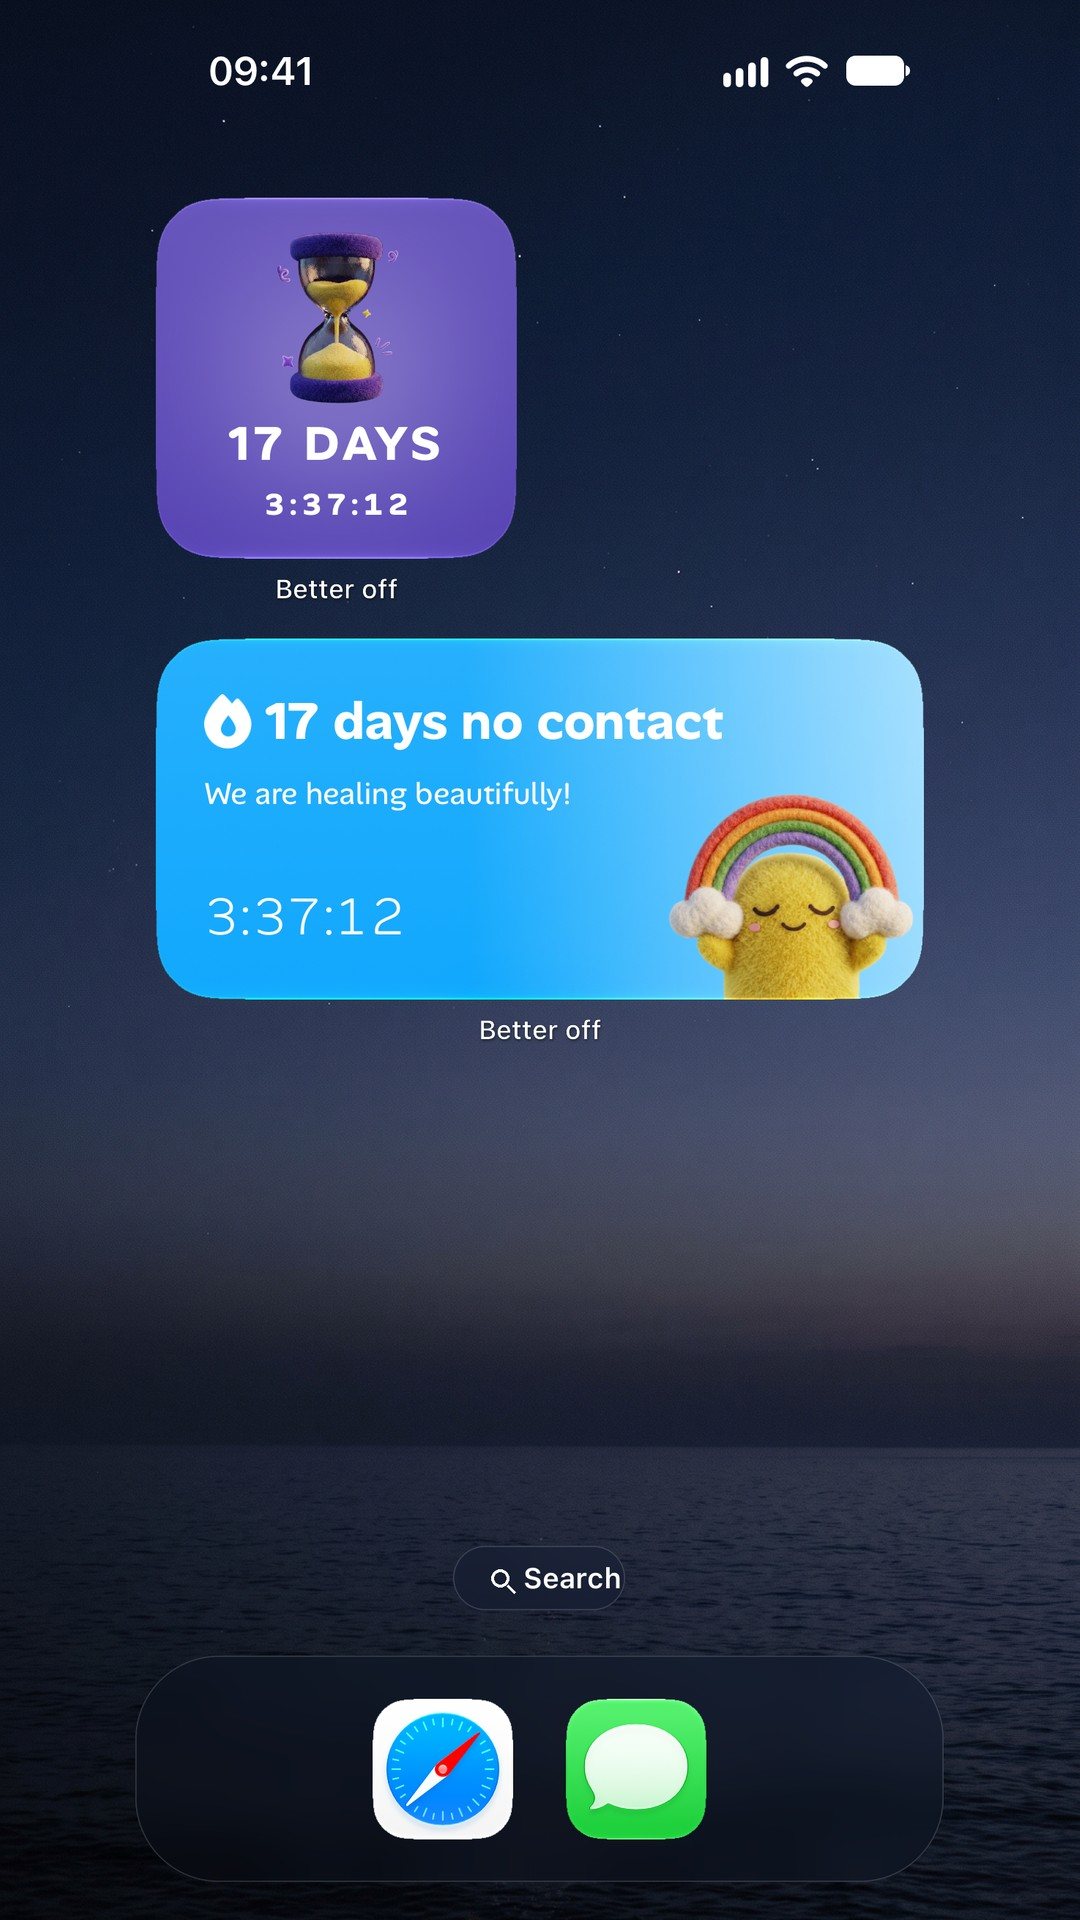 09:41
17 DAYS
3:37:12
Better off
17 days no contact
We are healing beautifully!
3:37:12
Better off
Search